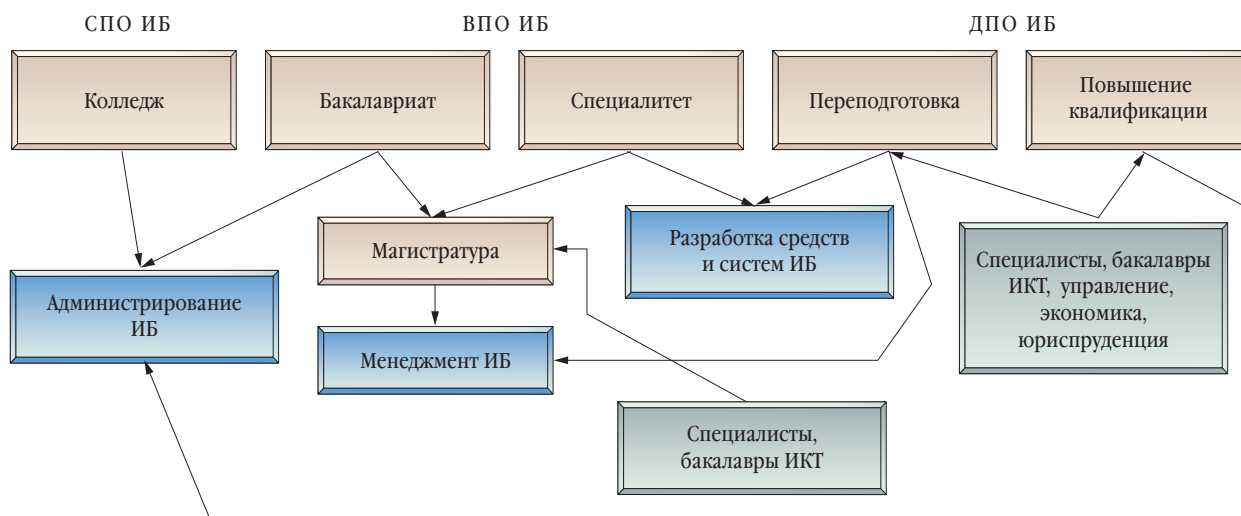 СПО ИБ
ВПО ИБ
ДПО ИБ
Колледж
Бакалавриат
Специалитет
Переподготовка
Повышение
квалификации
Магистратура
Разработка средств
и систем ИБ
Специалисты, бакалавры
ИКТ, управление,
экономика,
юриспруденция
Администрирование
ИБ
Менеджмент ИБ
Специалисты,
бакалавры ИКТ